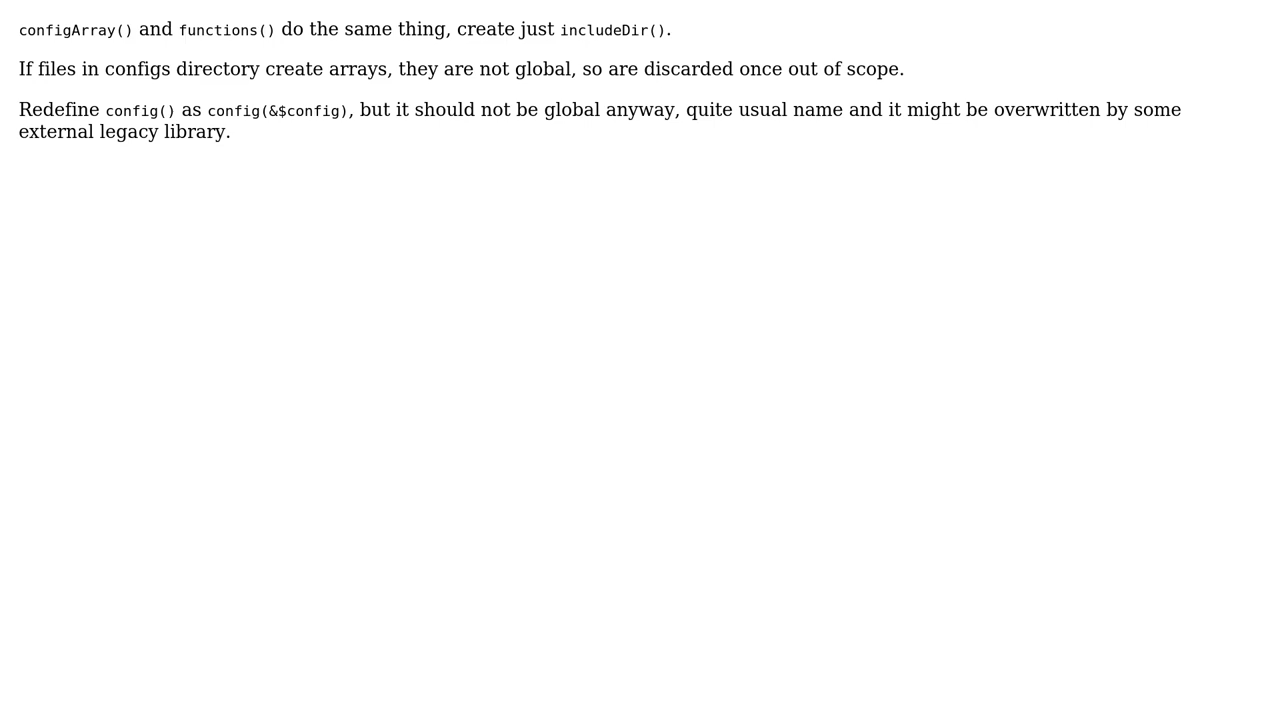 configArray() and functions() do the same thing, create just includeDir().
If files in configs directory create arrays, they are not global, so are discarded once out of scope.
Redefine config() as config(&$config), but it should not be global anyway, quite usual name and it might be overwritten by some
external legacy library.